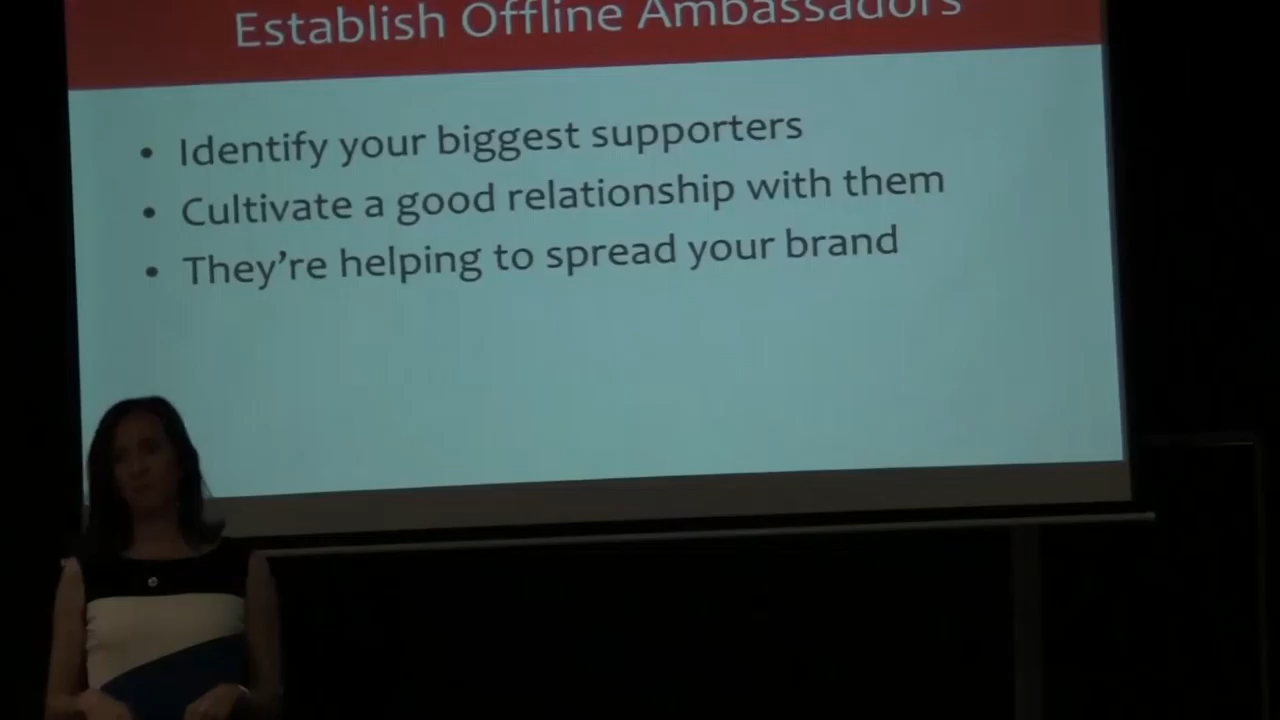 Establish Offline Ambassadors
• Identify your biggest supporters
• Cultivate a good relationship with them
• They're helping to spread your brand